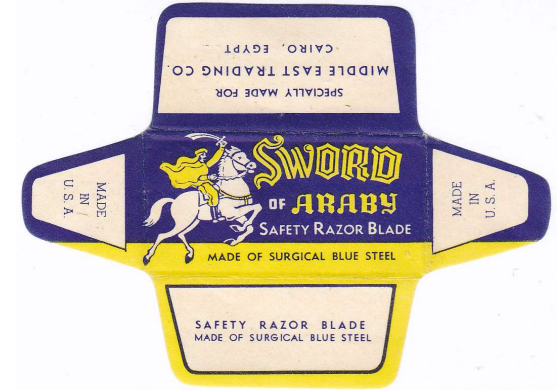 SPECIALLY MADE FOR
MIDDLE EAST TRADING CO.
CAIRO, EGYPT
SWORD
OF ARABY
SAFETY RAZOR BLADE
MADE OF SURGICAL BLUE STEEL
MADE
IN
U.S.A
MADE
IN
U.S.A.
SAFETY RAZOR BLADE
MADE OF SURGICAL BLUE STEEL